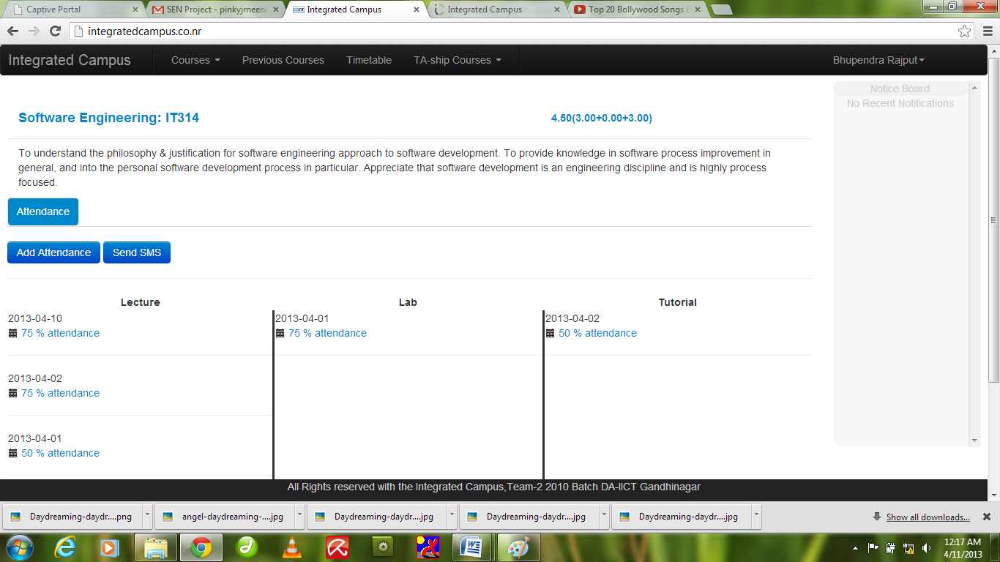 Captive Portal
SEN Project - pinkyjmeena
Integrated Campus
Integrated Campus
Top 20 Bollywood Songs o
integratedcampus.co.nr
Integrated Campus
Courses
Previous Courses
Timetable
TA-ship Courses
Bhupendra Rajput
Notice Board
No Recent Notifications
Software Engineering: IT314
4.50(3.00+0.00+3.00)
To understand the philosophy & justification for software engineering approach to software development. To provide knowledge in software process improvement in
general, and into the personal software development process in particular. Appreciate that software development is an engineering discipline and is highly process
focused.
Attendance
Add Attendance
Send SMS
Lecture
Lab
Tutorial
2013-04-10
2013-04-01
2013-04-02
75 % attendance
75 % attendance
50 % attendance
2013-04-02
75 % attendance
2013-04-01
50 % attendance
All Rights reserved with the Integrated Campus,Team-2 2010 Batch DA-IICT Gandhinagar
Daydreaming-daydr....png
angel-daydreaming-....jpg
Daydreaming-daydr....jpg
Daydreaming-daydr....jpg
Daydreaming-daydr....jpg
Show all downloads...
12:17 AM
4/11/2013